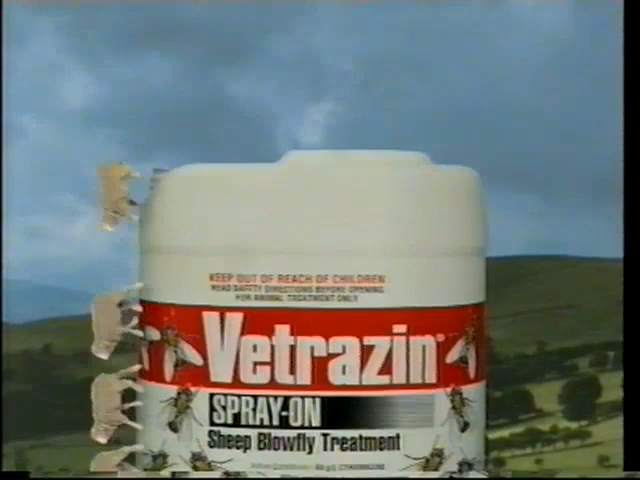 KEEP OUT OF REACH OF CHILDREN
READ SAFETY DIRECTIONS BEFORE OPENING
FOR ANIMAL TREATMENT ONLY
Vetrazin®
SPRAY-ON
Sheep Blowfly Treatment